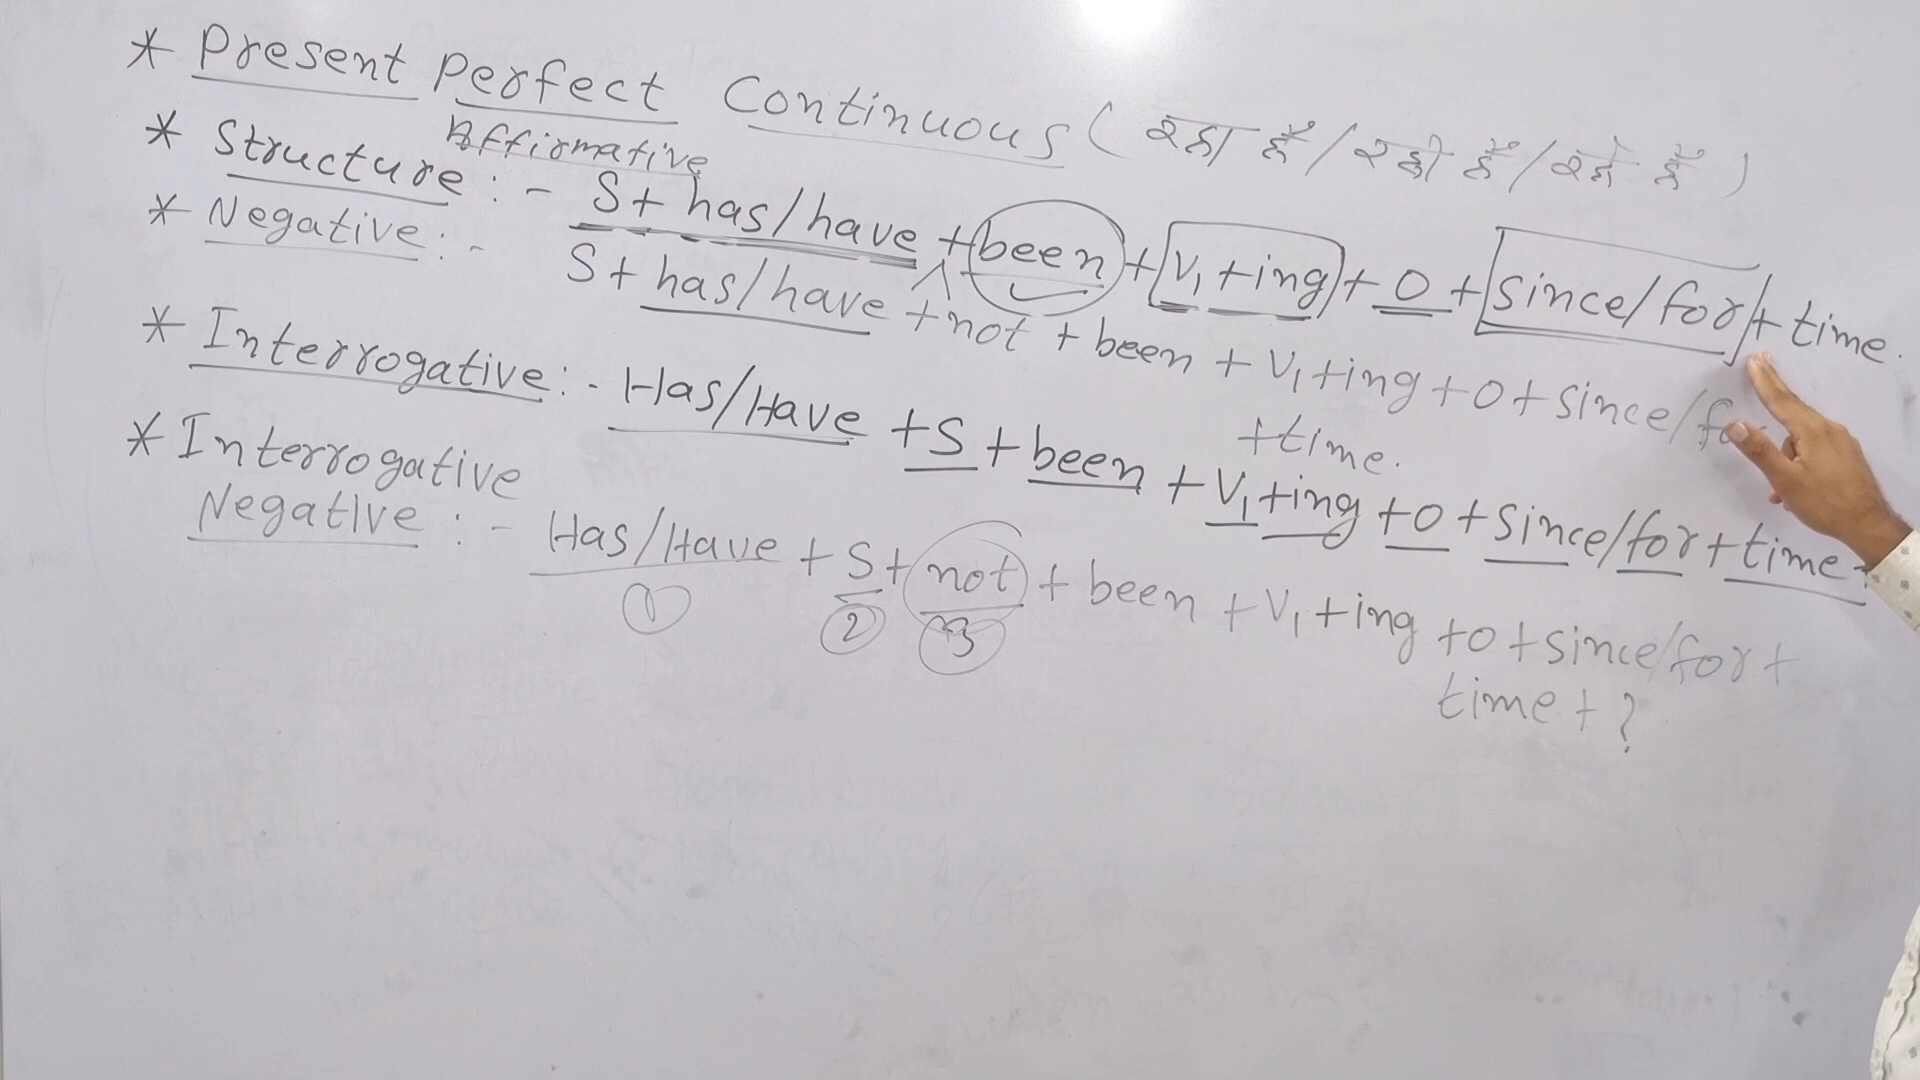 * Present Perfect Continuous ( रहा हैं / रही हैं / रहे हैं )
* Structure : - Affirmative S + has/have + been + V1 + ing + O + since/for + time.
* Negative : - S + has/have + not + been + V1 + ing + O + since/fo
+ time.
* Interrogative : - Has/Have + S + been + V1 + ing + O + since/for + time
* Interrogative
Negative : - Has/Have + S + not + been + V1 + ing + O + since/for +
time + ?
1 2 3